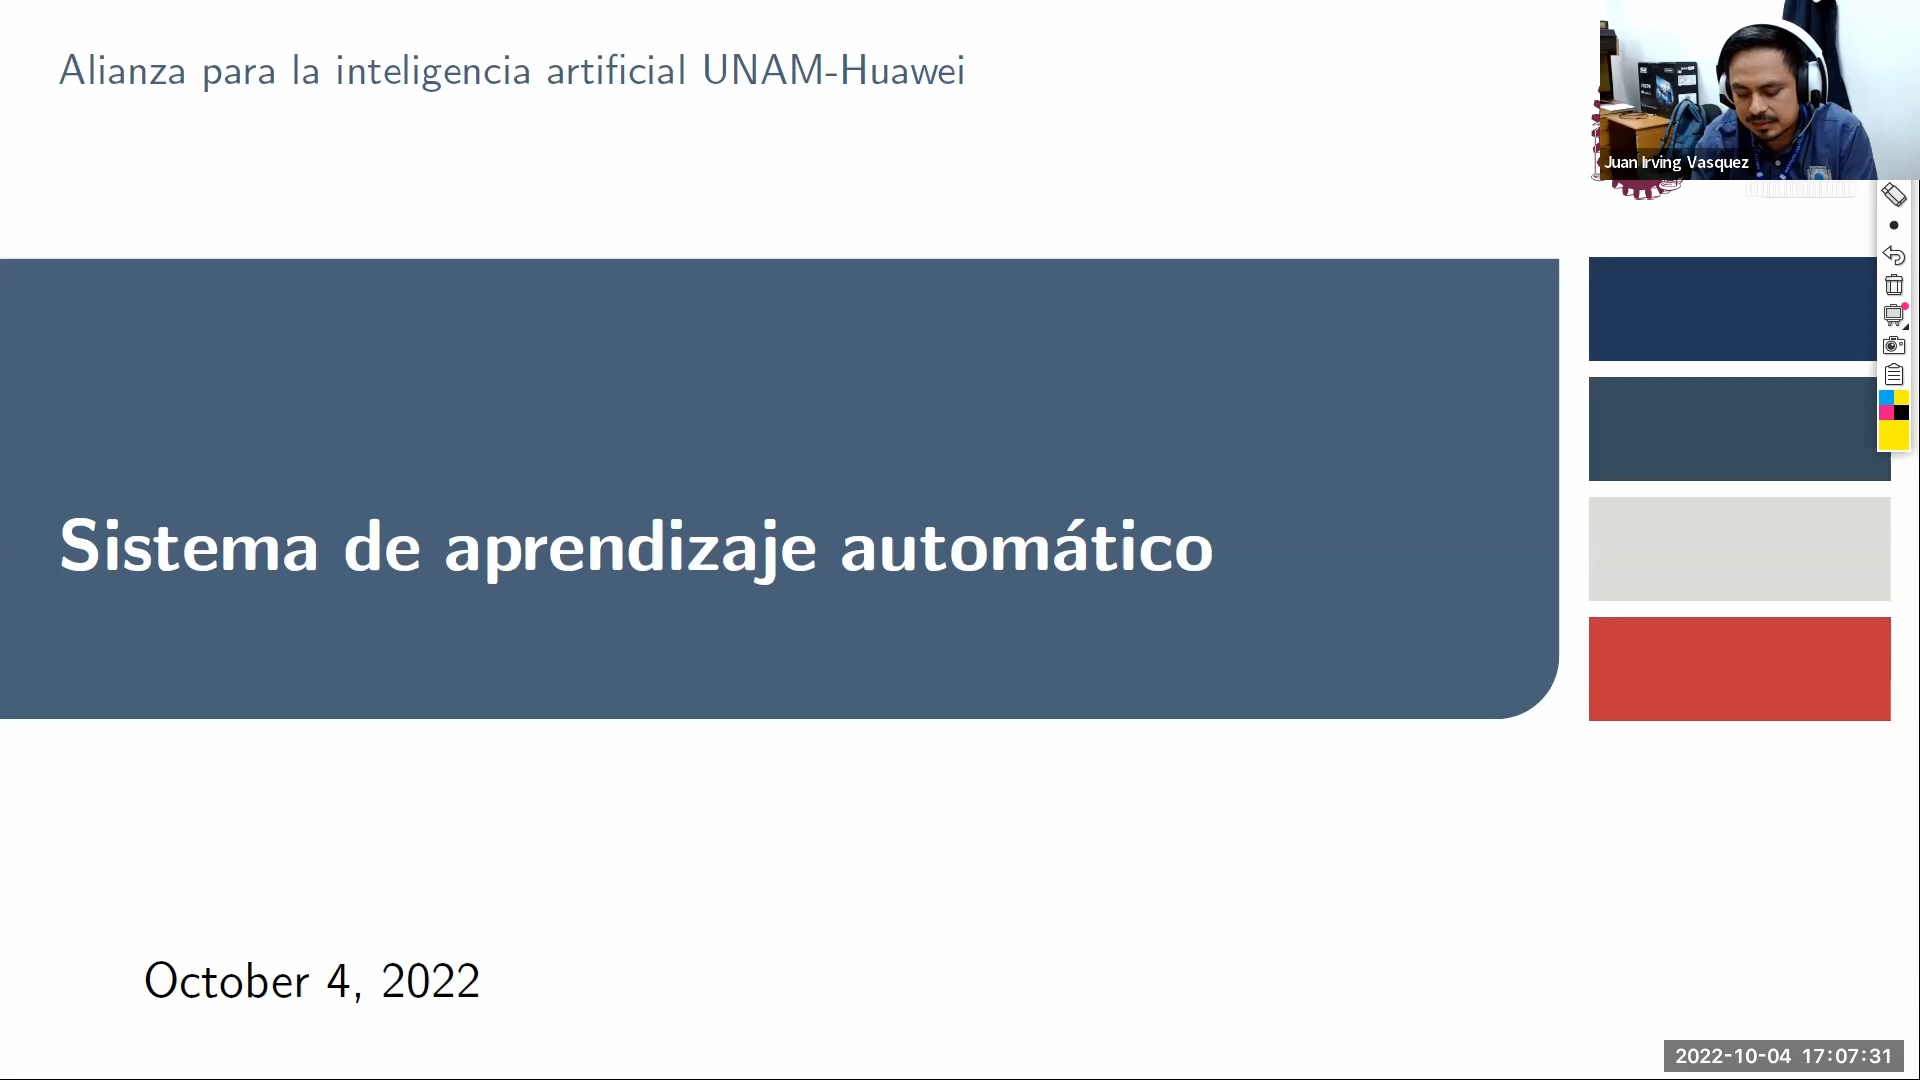 Alianza para la inteligencia artificial UNAM-Huawei
Juan Irving Vasquez
Sistema de aprendizaje automático
October 4, 2022
2022-10-04 17:07:31